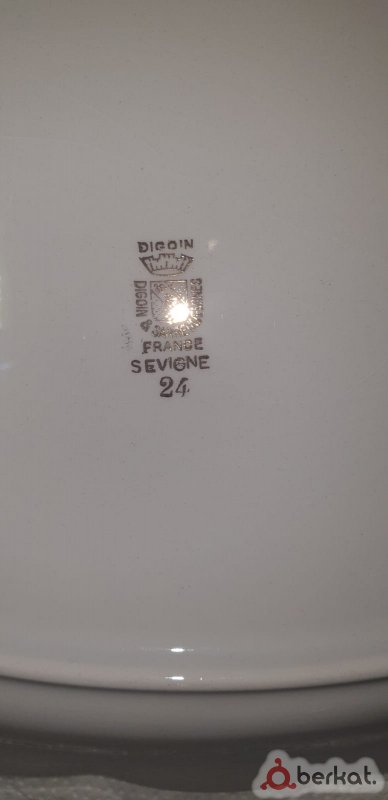 DIGOIN
DIGOIN & SARREGUEMINES
FRANCE
SEVIGNE
24
berkat.